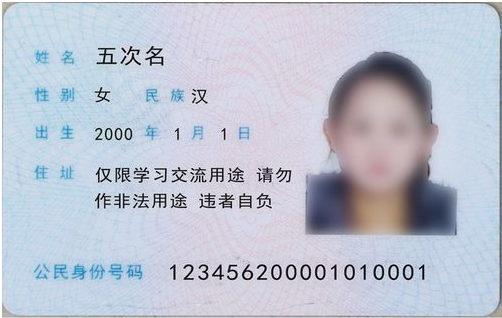 姓名 五次名
性别 女 民族 汉
出生 2000 年 1 月 1 日
住址 仅限学习交流用途 请勿
作非法用途 违者自负
公民身份号码 123456200001010001